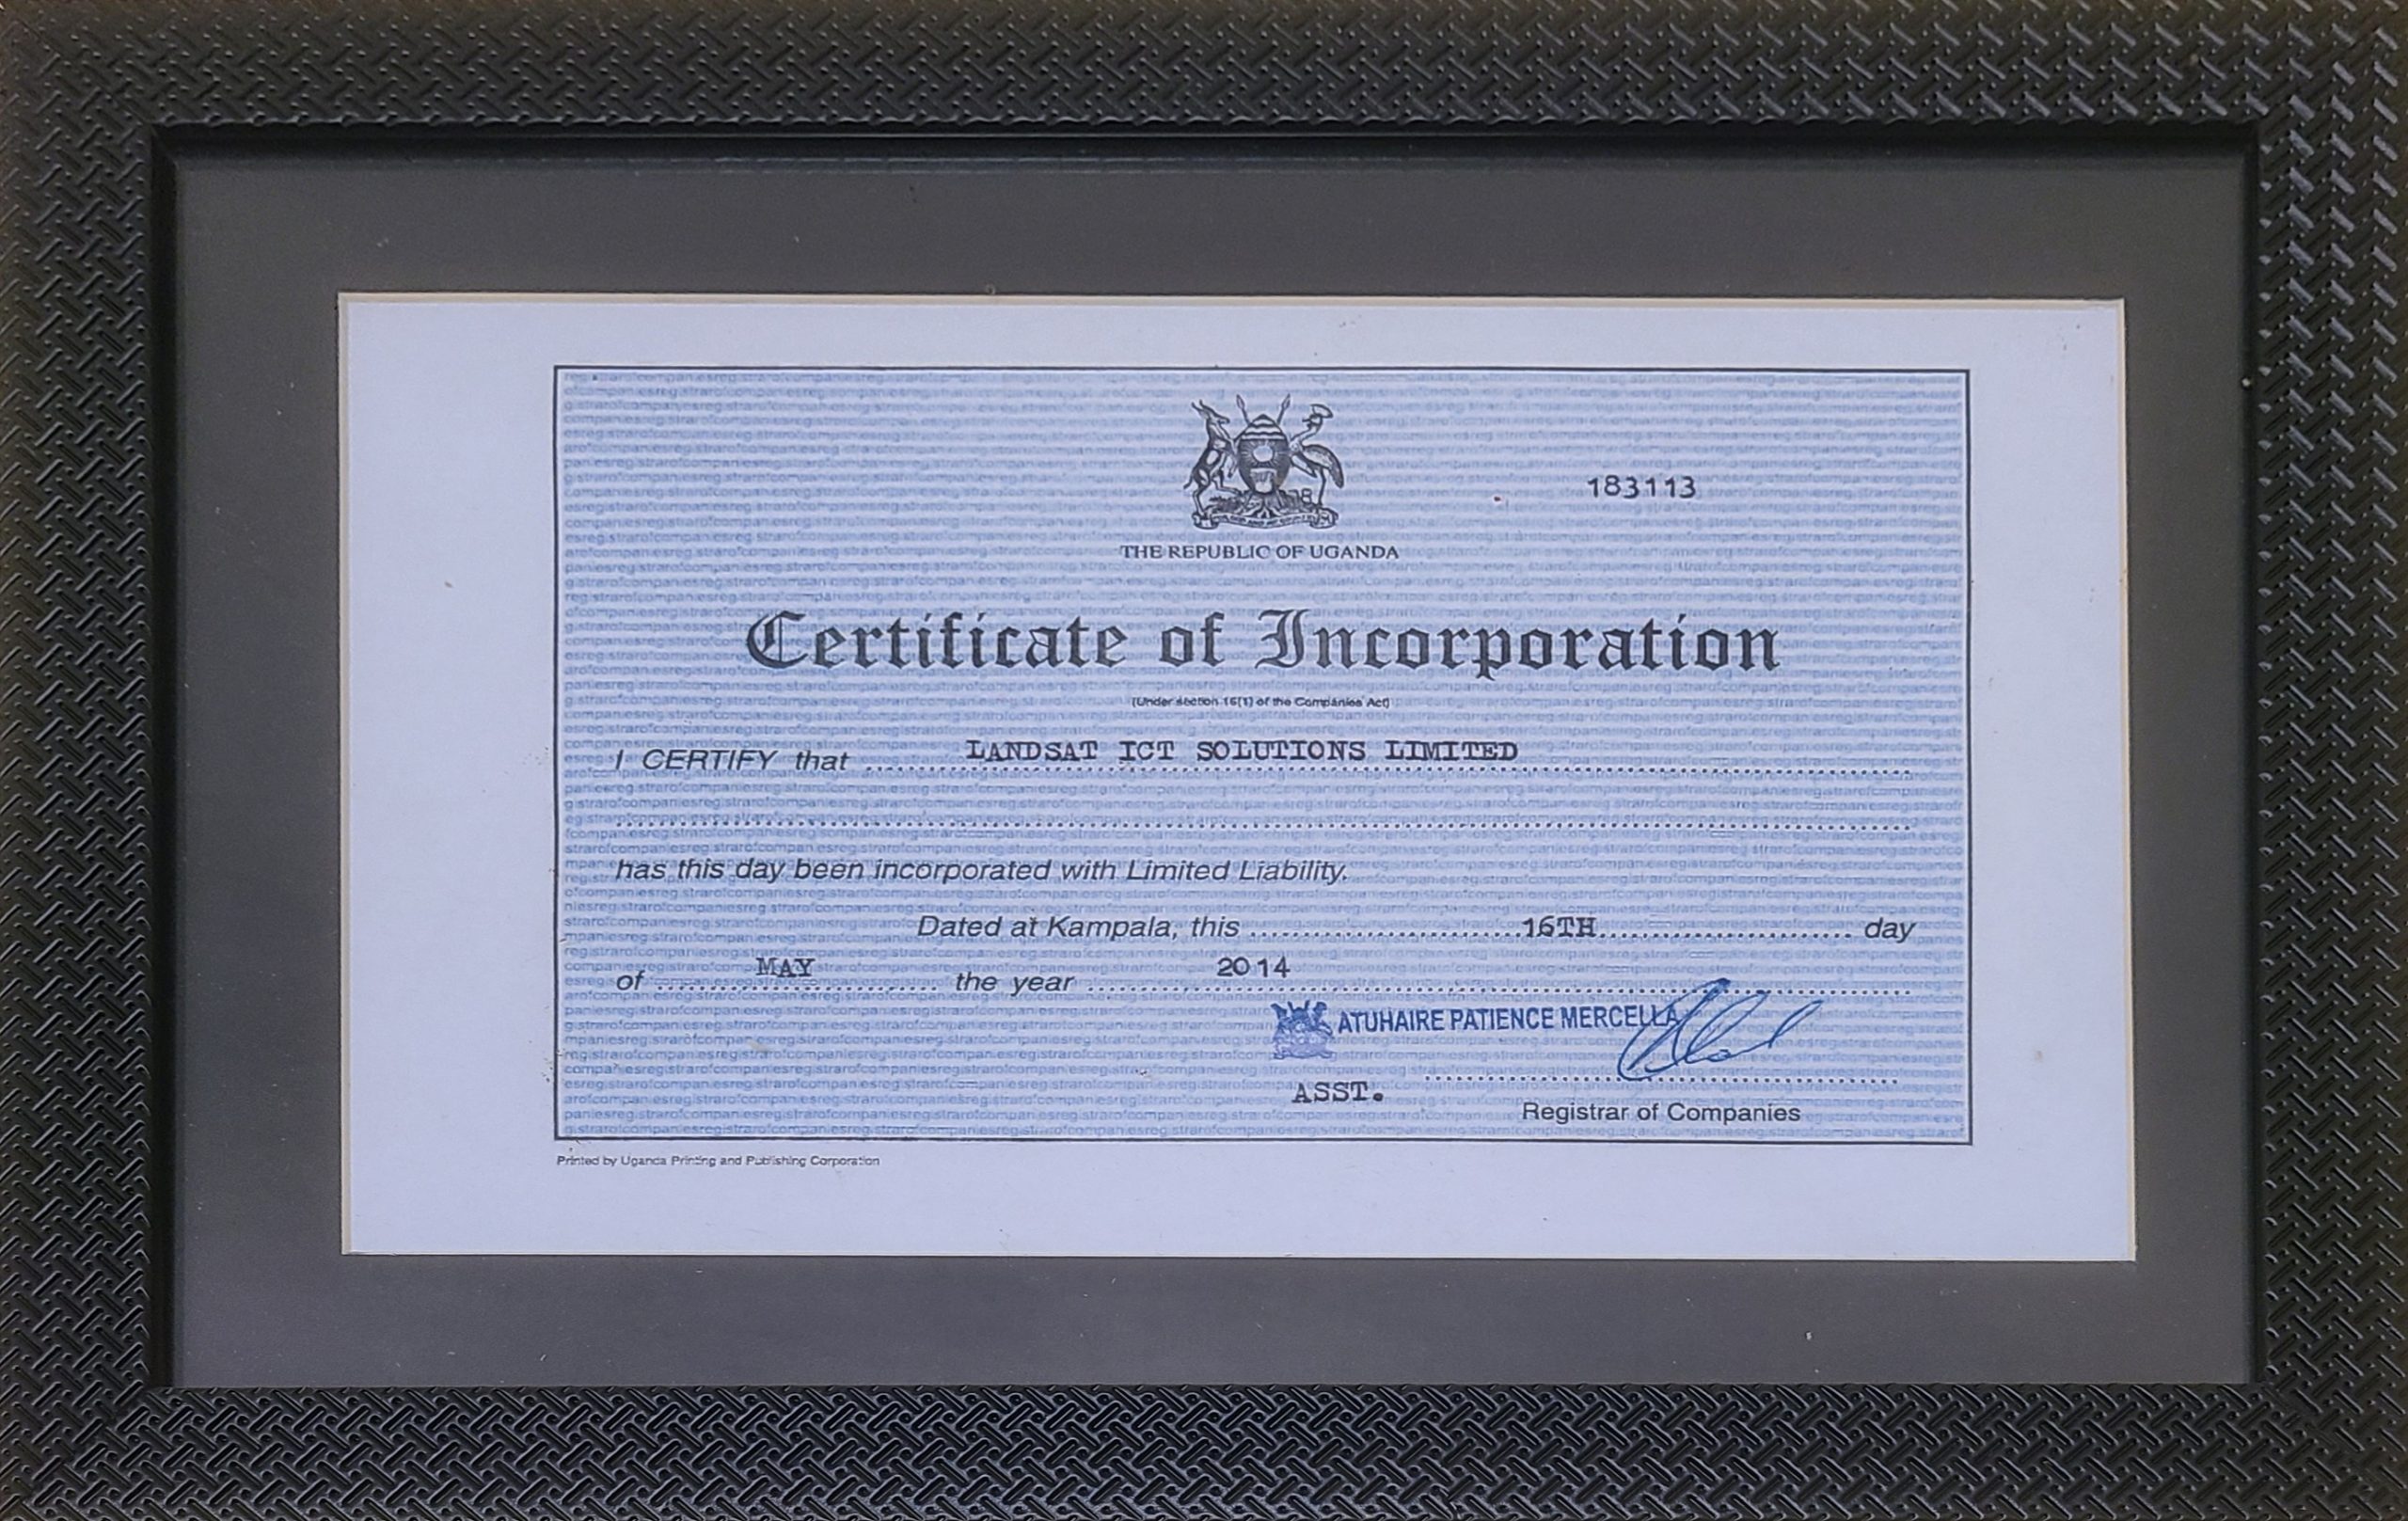 183113
THE REPUBLIC OF UGANDA
Certificate of Incorporation
(Under section 16(1) of the Companies Act)
I CERTIFY that LANDSAT ICT SOLUTIONS LIMITED
has this day been incorporated with Limited Liability.
Dated at Kampala, this 16TH day
of MAY the year 2014
ATUHAIRE PATIENCE MERCELLA
ASST.
Registrar of Companies
Printed by Uganda Printing and Publishing Corporation